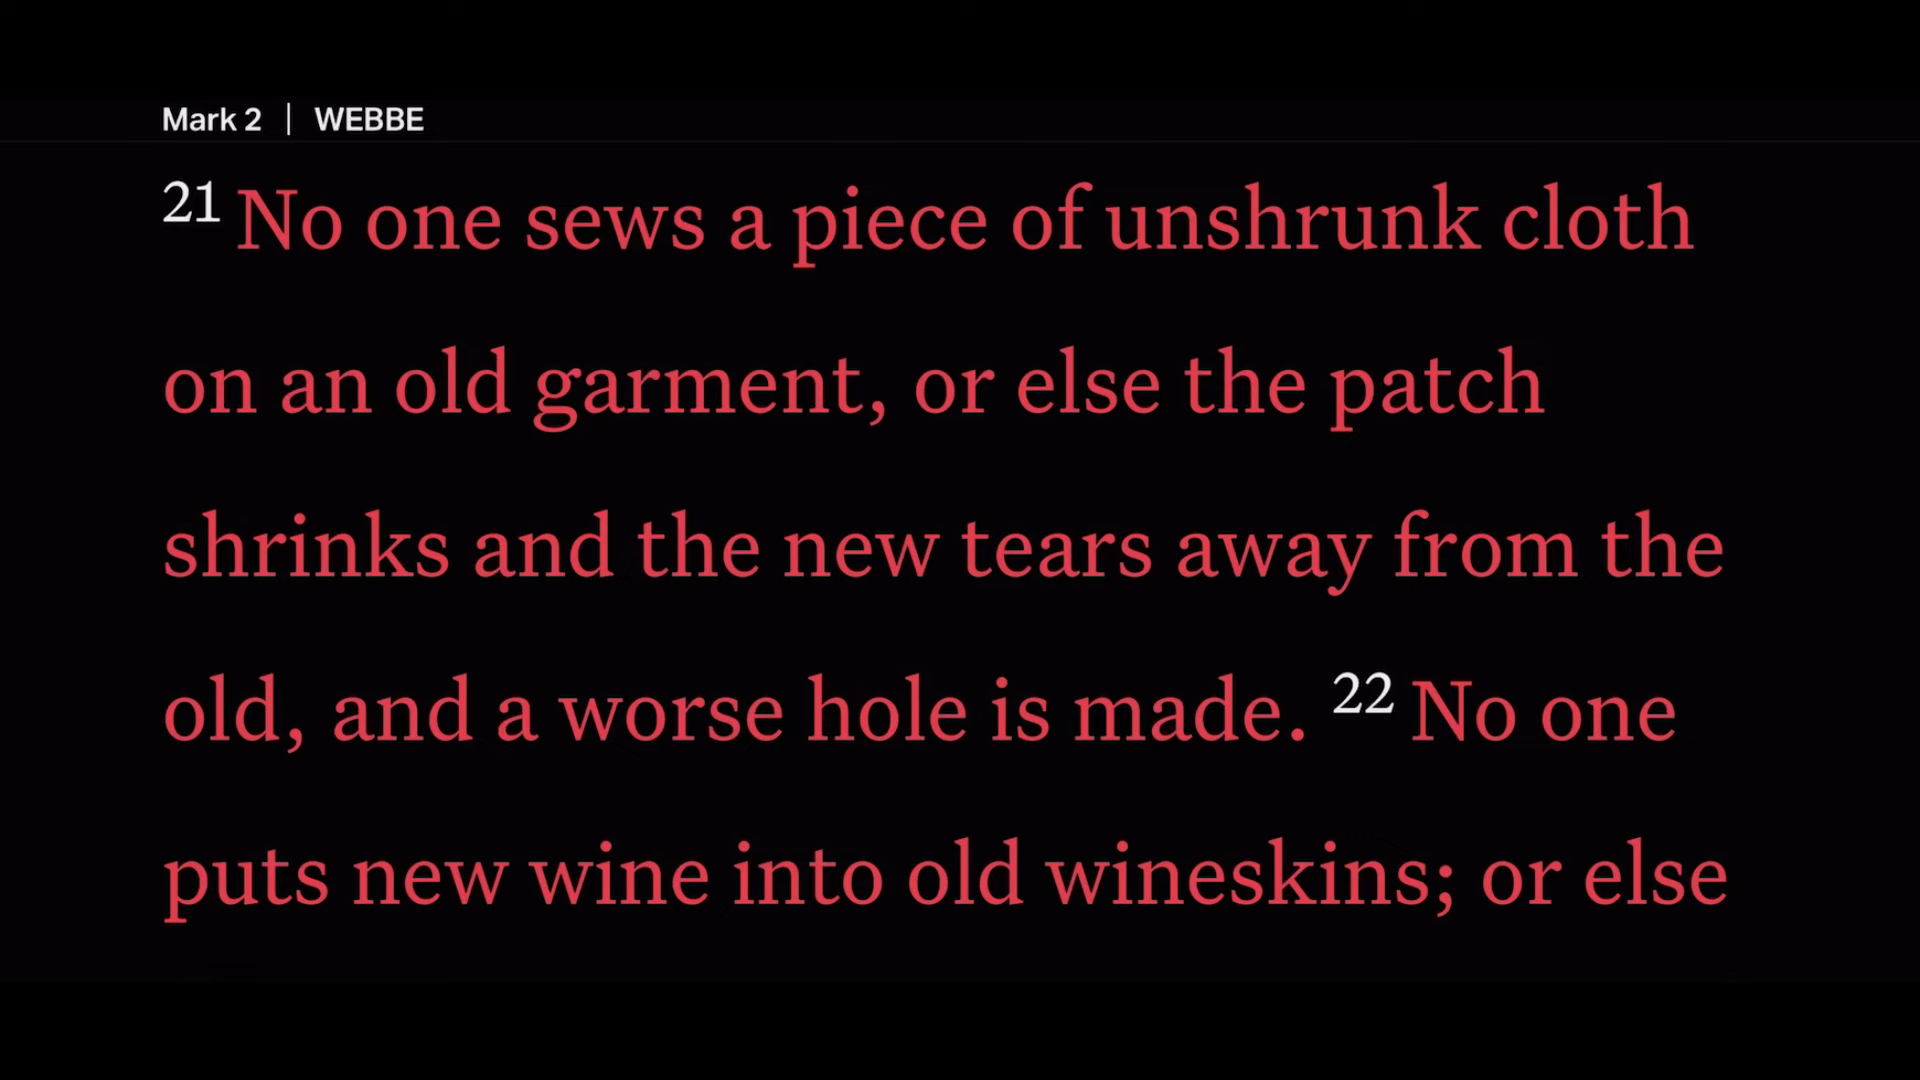 Mark 2 | WEBBE
21 No one sews a piece of unshrunk cloth
on an old garment, or else the patch
shrinks and the new tears away from the
old, and a worse hole is made. 22 No one
puts new wine into old wineskins; or else